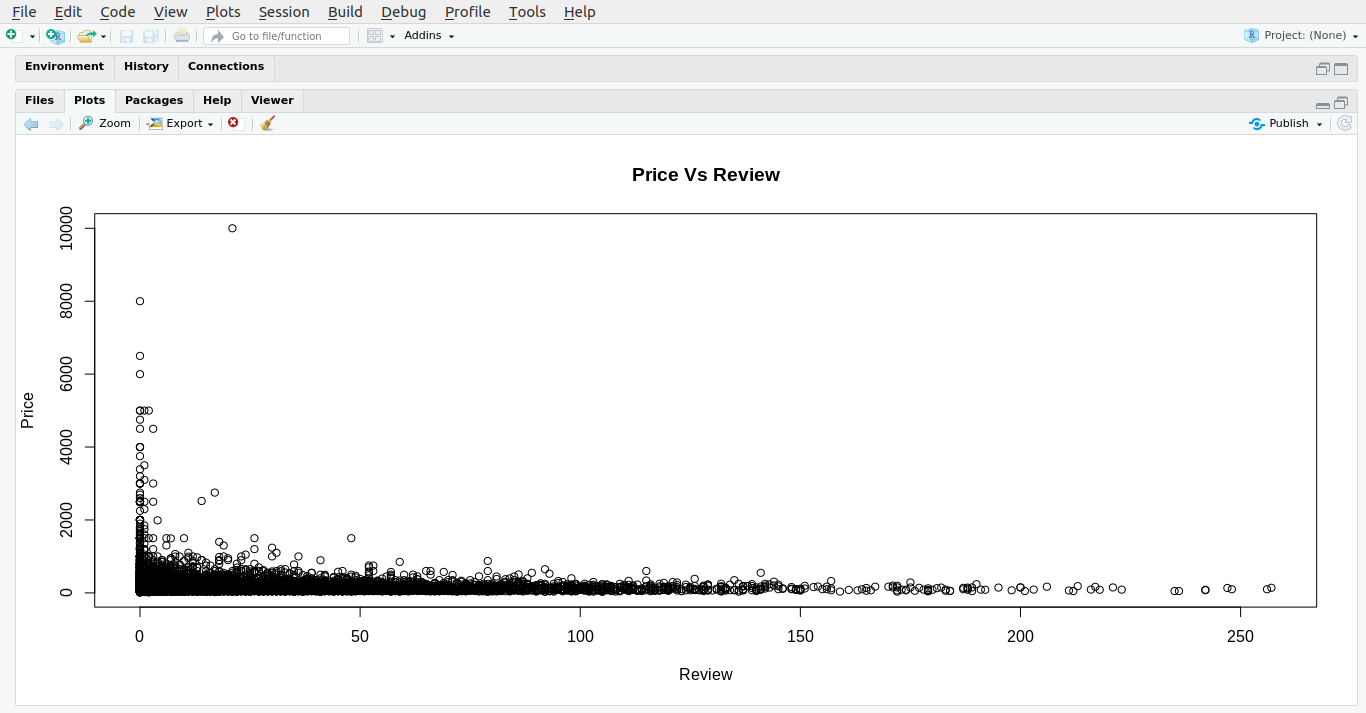 File Edit Code View Plots Session Build Debug Profile Tools Help
Go to file/function Addins Project: (None)
Environment History Connections
Files Plots Packages Help Viewer
Zoom Export Publish
Price Vs Review
10000
8000
6000
4000
2000
0
Price
0 50 100 150 200 250
Review